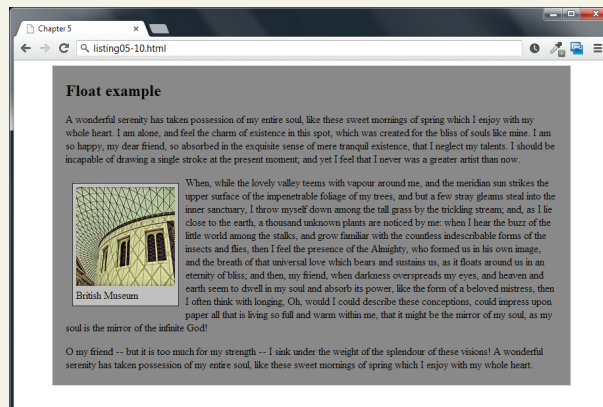 Chapter 5
listing05-10.html
Float example
A wonderful serenity has taken possession of my entire soul, like these sweet mornings of spring which I enjoy with my
whole heart. I am alone, and feel the charm of existence in this spot, which was created for the bliss of souls like mine. I am
so happy, my dear friend, so absorbed in the exquisite sense of mere tranquil existence, that I neglect my talents. I should be
incapable of drawing a single stroke at the present moment; and yet I feel that I never was a greater artist than now.
When, while the lovely valley teems with vapour around me, and the meridian sun strikes the
upper surface of the impenetrable foliage of my trees, and but a few stray gleams steal into the
inner sanctuary, I throw myself down among the tall grass by the trickling stream; and, as I lie
close to the earth, a thousand unknown plants are noticed by me: when I hear the buzz of the
little world among the stalks, and grow familiar with the countless indescribable forms of the
insects and flies, then I feel the presence of the Almighty, who formed us in his own image,
and the breath of that universal love which bears and sustains us, as it floats around us in an
eternity of bliss; and then, my friend, when darkness overspreads my eyes, and heaven and
earth seem to dwell in my soul and absorb its power, like the form of a beloved mistress, then
I often think with longing, Oh, would I could describe these conceptions, could impress upon
paper all that is living so full and warm within me, that it might be the mirror of my soul, as my
soul is the mirror of the infinite God!
British Museum
O my friend -- but it is too much for my strength -- I sink under the weight of the splendour of these visions! A wonderful
serenity has taken possession of my entire soul, like these sweet mornings of spring which I enjoy with my whole heart.